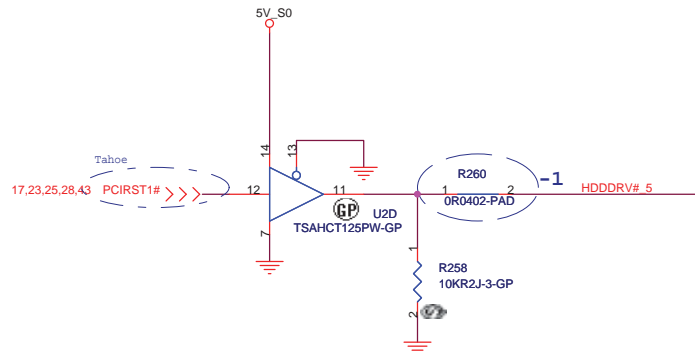 5V_S0
Tahoe
14
13
17,23,25,28,43 PCIRST1#
12
11
GP
U2D
TSAHCT125PW-GP
7
R260
1
2
-1
0R0402-PAD
HDDDRV#_5
1
R258
10KR2J-3-GP
2